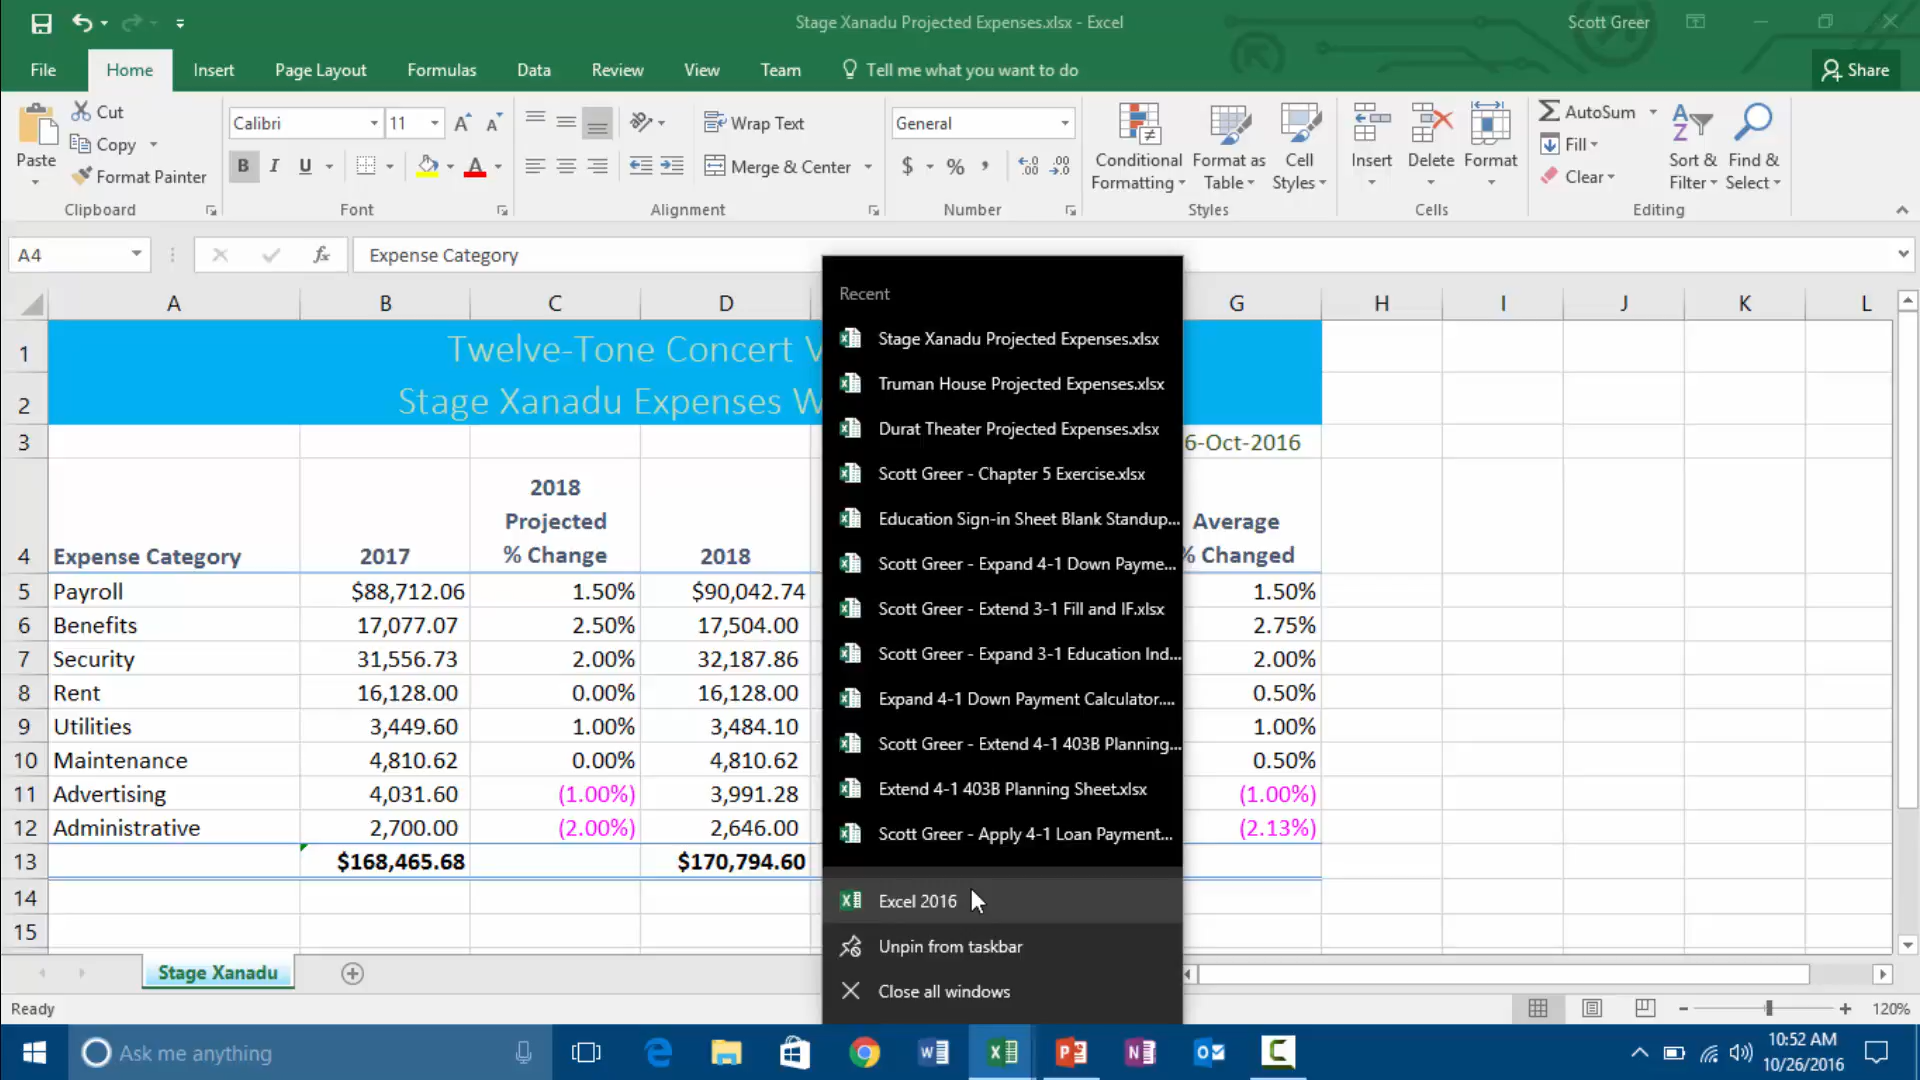 Stage Xanadu Projected Expenses.xlsx - Excel
Scott Greer
File Home Insert Page Layout Formulas Data Review View Team Tell me what you want to do Share
Paste
Cut
Copy
Format Painter
Clipboard
Calibri 11
B I U
Font
Wrap Text
Merge & Center
Alignment
General
$ % ,
Number
Conditional Formatting
Format as Table
Cell Styles
Styles
Insert
Delete
Format
Cells
AutoSum
Fill
Clear
Sort & Filter
Find & Select
Editing
A4 fx Expense Category
A B C D G H I J K L
1 Twelve-Tone Concert V
2 Stage Xanadu Expenses W
3 6-Oct-2016
4 Expense Category 2017 2018 Projected % Change 2018 Average % Changed
5 Payroll $88,712.06 1.50% $90,042.74 1.50%
6 Benefits 17,077.07 2.50% 17,504.00 2.75%
7 Security 31,556.73 2.00% 32,187.86 2.00%
8 Rent 16,128.00 0.00% 16,128.00 0.50%
9 Utilities 3,449.60 1.00% 3,484.10 1.00%
10 Maintenance 4,810.62 0.00% 4,810.62 0.50%
11 Advertising 4,031.60 (1.00%) 3,991.28 (1.00%)
12 Administrative 2,700.00 (2.00%) 2,646.00 (2.13%)
13 $168,465.68 $170,794.60
14
15
Recent
Stage Xanadu Projected Expenses.xlsx
Truman House Projected Expenses.xlsx
Durat Theater Projected Expenses.xlsx
Scott Greer - Chapter 5 Exercise.xlsx
Education Sign-in Sheet Blank Standup...
Scott Greer - Expand 4-1 Down Payme...
Scott Greer - Extend 3-1 Fill and IF.xlsx
Scott Greer - Expand 3-1 Education Ind...
Expand 4-1 Down Payment Calculator....
Scott Greer - Extend 4-1 403B Planning...
Extend 4-1 403B Planning Sheet.xlsx
Scott Greer - Apply 4-1 Loan Payment...
Excel 2016
Unpin from taskbar
Close all windows
Stage Xanadu
Ready
120%
Ask me anything
10:52 AM
10/26/2016